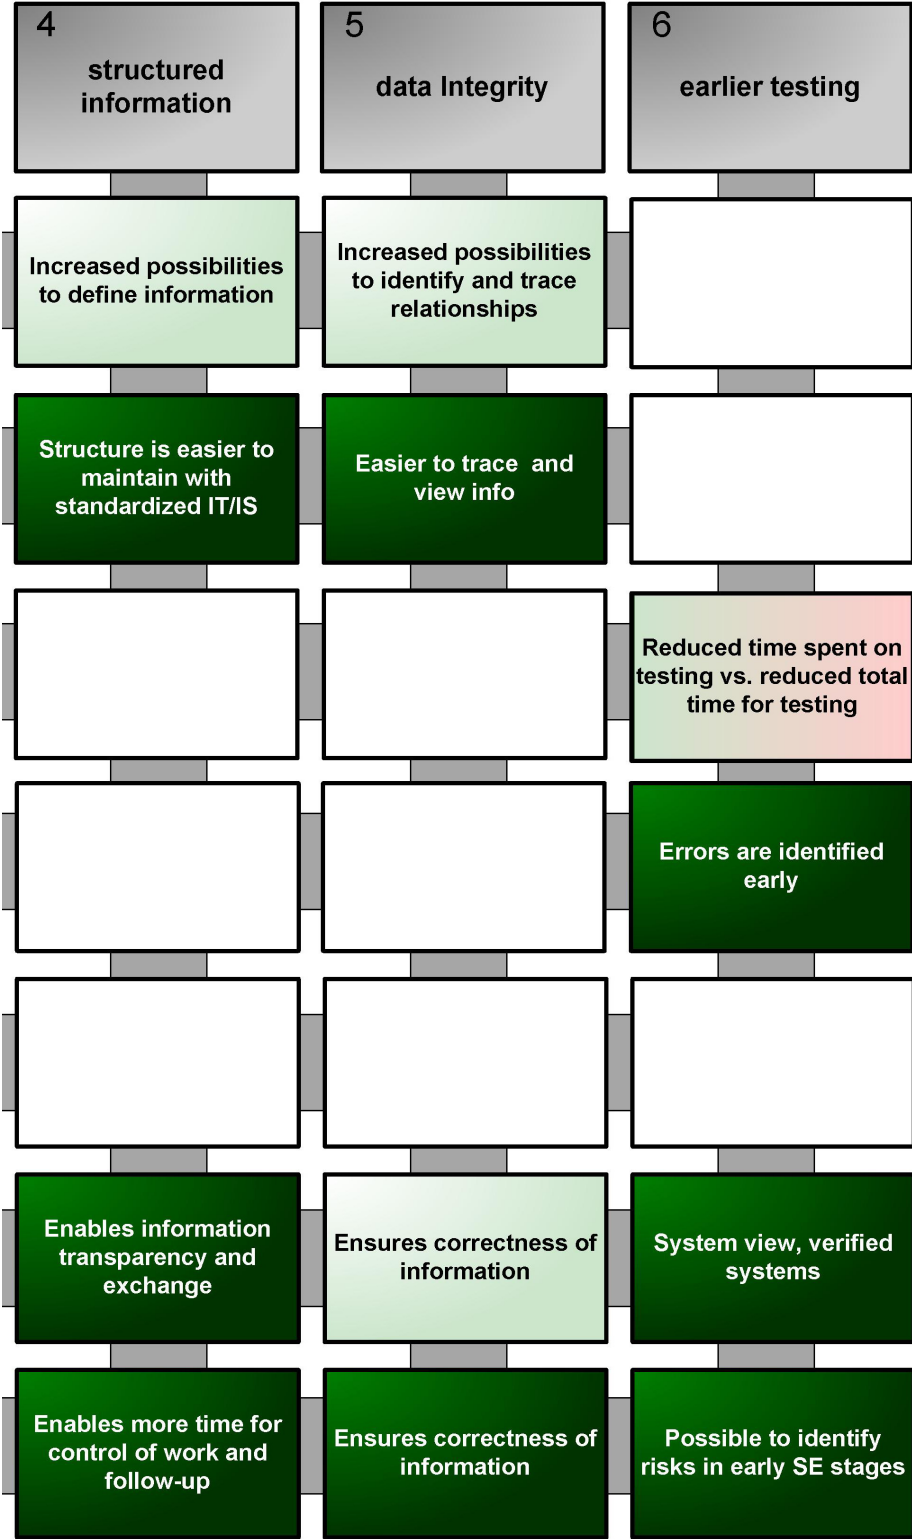 4
structured
information
5
data Integrity
6
earlier testing
Increased possibilities
to define information
Increased possibilities
to identify and trace
relationships
Structure is easier to
maintain with
standardized IT/IS
Easier to trace  and
view info
Reduced time spent on
testing vs. reduced total
time for testing
Errors are identified
early
Enables information
transparency and
exchange
Ensures correctness of
information
System view, verified
systems
Enables more time for
control of work and
follow-up
Ensures correctness of
information
Possible to identify
risks in early SE stages